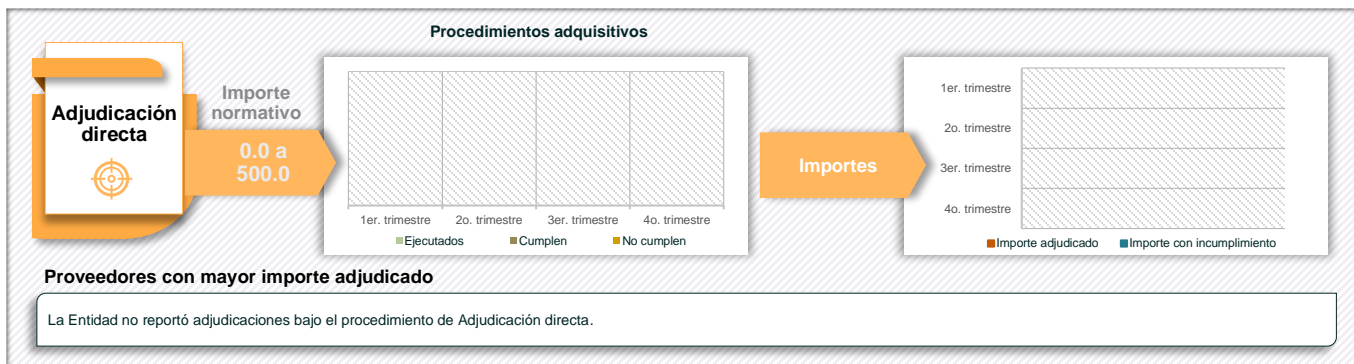 Procedimientos adquisitivos
Adjudicación
directa
Importe
normativo
0.0 a
500.0
1er. trimestre
2o. trimestre
3er. trimestre
4o. trimestre
Ejecutados
Cumplen
No cumplen
Importes
1er. trimestre
2o. trimestre
3er. trimestre
4o. trimestre
Importe adjudicado
Importe con incumplimiento
Proveedores con mayor importe adjudicado
La Entidad no reportó adjudicaciones bajo el procedimiento de Adjudicación directa.